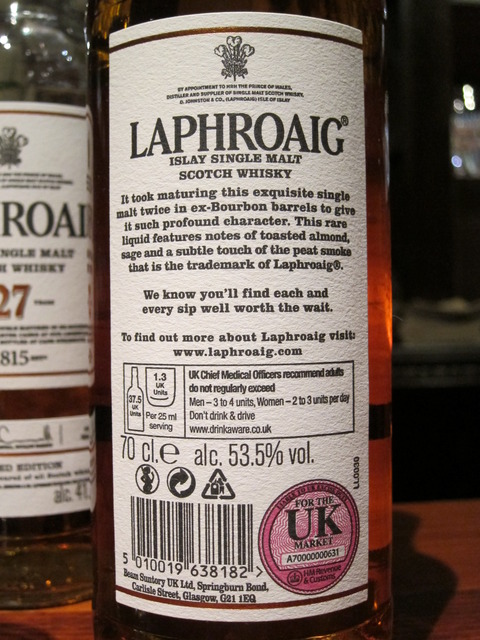 BY APPOINTMENT TO HRH THE PRINCE OF WALES,
DISTILLER AND SUPPLIER OF SINGLE MALT SCOTCH WHISKY,
D. JOHNSTON & CO., (LAPHROAIG) ISLE OF ISLAY
LAPHROAIG®
ISLAY SINGLE MALT
SCOTCH WHISKY
It took maturing this exquisite single
malt twice in ex-Bourbon barrels to give
it such profound character. This rare
liquid features notes of toasted almond,
sage and a subtle touch of the peat smoke
that is the trademark of Laphroaig®.
We know you'll find each and
every sip well worth the wait.
To find out more about Laphroaig visit:
www.laphroaig.com
37.5
UK
Units
1.3
UK
Units
Per 25 ml
serving
UK Chief Medical Officers recommend adults
do not regularly exceed
Men – 3 to 4 units, Women – 2 to 3 units per day
Don't drink & drive
www.drinkaware.co.uk
70 cl.e alc. 53.5% vol.
LL0030
5 010019 638182 >
Beam Suntory UK Ltd, Springburn Bond,
Carlisle Street, Glasgow, G21 1EQ
FOR THE
UK
MARKET
A70000000631
HM Revenue
& Customs
ROAI
NGLE MALT
H WHISKY
27 YEARS
815
ED EDITION
alc. 41